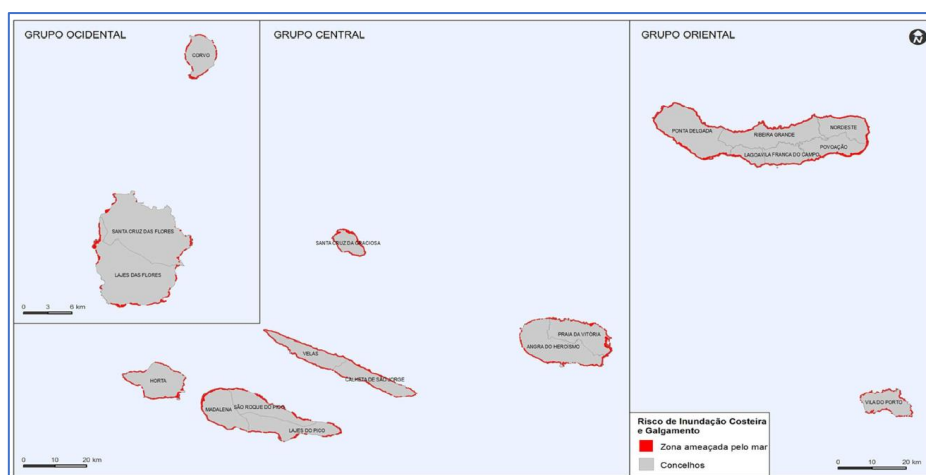 GRUPO OCIDENTAL
CORVO
SANTA CRUZ DAS FLORES
LAJES DAS FLORES
0 3 6 km
GRUPO CENTRAL
SANTA CRUZ DA GRACIOSA
PRAIA DA VITÓRIA
ANGRA DO HEROÍSMO
VELAS
CALHETA DE SÃO JORGE
HORTA
MADALENA
SÃO ROQUE DO PICO
LAJES DO PICO
0 10 20 km
GRUPO ORIENTAL
N
PONTA DELGADA
RIBEIRA GRANDE
NORDESTE
LAGOA
VILA FRANCA DO CAMPO
POVOAÇÃO
VILA DO PORTO
Risco de Inundação Costeira
e Galgamento
Zona ameaçada pelo mar
Concelhos
0 10 20 km